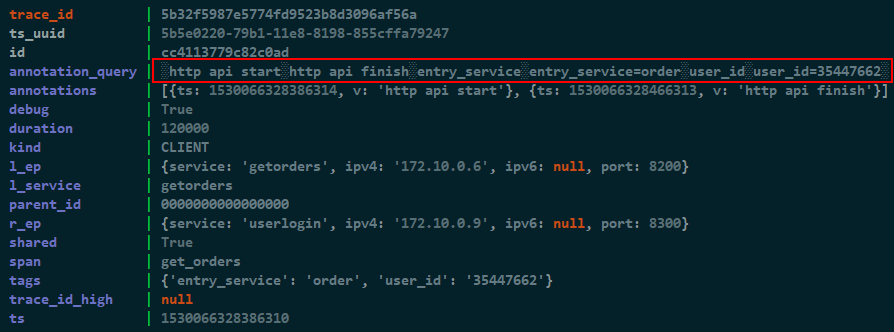 trace_id | 5b32f5987e5774fd9523b8d3096af56a
ts_uuid | 5b5e0220-79b1-11e8-8198-855cffa79247
id | cc4113779c82c0ad
annotation_query | ░http api start░http api finish░entry_service░entry_service=order░user_id░user_id=35447662░
annotations | [{ts: 1530066328386314, v: 'http api start'}, {ts: 1530066328466313, v: 'http api finish'}]
debug | True
duration | 120000
kind | CLIENT
l_ep | {service: 'getorders', ipv4: '172.10.0.6', ipv6: null, port: 8200}
l_service | getorders
parent_id | 0000000000000000
r_ep | {service: 'userlogin', ipv4: '172.10.0.9', ipv6: null, port: 8300}
shared | True
span | get_orders
tags | {'entry_service': 'order', 'user_id': '35447662'}
trace_id_high | null
ts | 1530066328386310